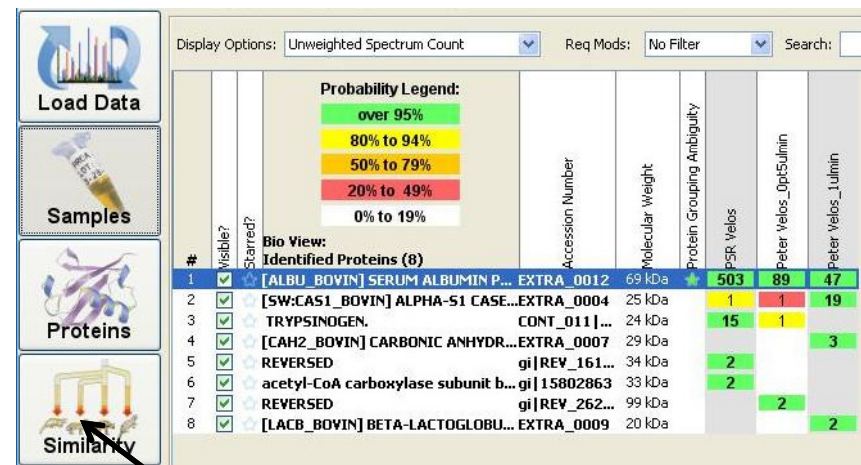 Display Options: Unweighted Spectrum Count Req Mods: No Filter Search:
Load Data
Samples
Proteins
Similarity
Probability Legend:
over 95%
80% to 94%
50% to 79%
20% to 49%
0% to 19%
Bio View:
Identified Proteins (8)
#
Visible?
Starred?
Accession Number
Molecular Weight
Protein Grouping Ambiguity
PSR Velos
Peter Velos_0pt5ulmin
Peter Velos_1ulmin
1 [ALBU_BOVIN] SERUM ALBUMIN P... EXTRA_0012 69 kDa 503 89 47
2 [SW:CAS1_BOVIN] ALPHA-S1 CASE... EXTRA_0004 25 kDa 1 1 19
3 TRYPSINOGEN. CONT_011|... 24 kDa 15 1
4 [CAH2_BOVIN] CARBONIC ANHYDR... EXTRA_0007 29 kDa 3
5 REVERSED gi|REV_161... 34 kDa 2
6 acetyl-CoA carboxylase subunit b... gi|15802863 33 kDa 2
7 REVERSED gi|REV_262... 99 kDa 2
8 [LACB_BOVIN] BETA-LACTOGLOBU... EXTRA_0009 20 kDa 2